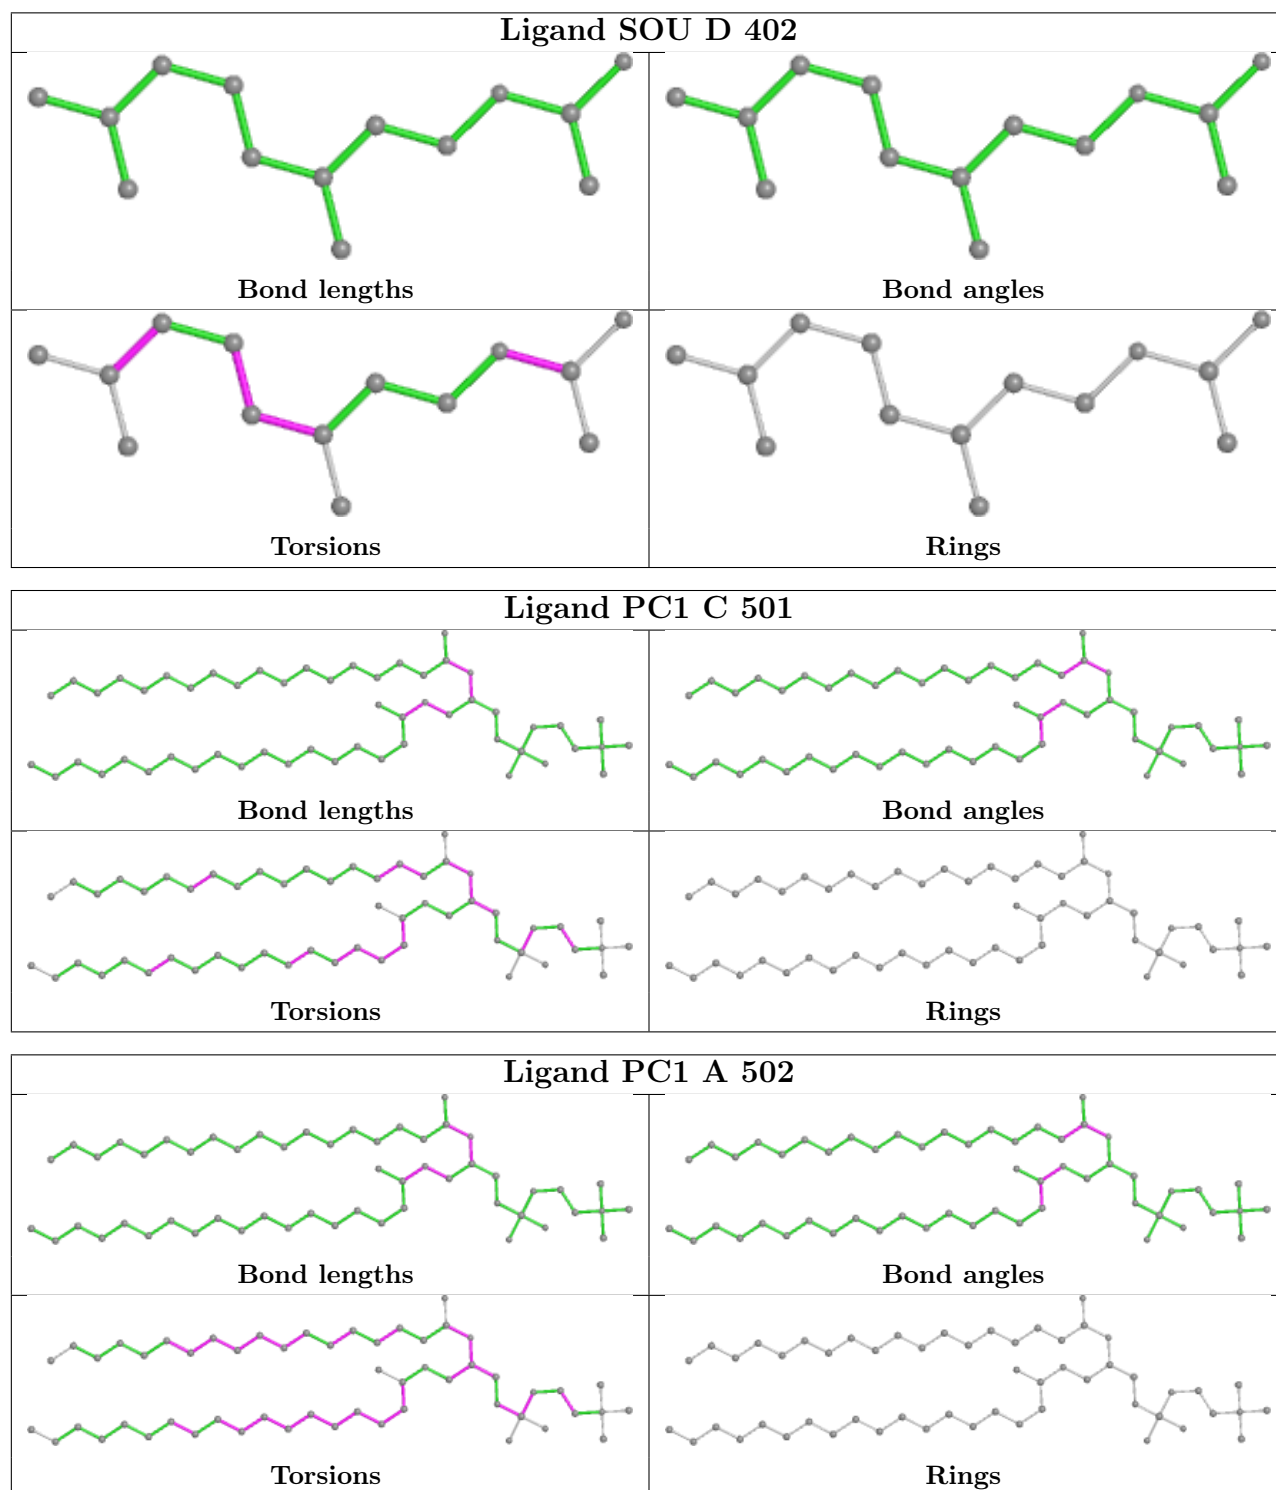 Ligand SOU D 402
Bond lengths
Bond angles
Torsions
Rings
Ligand PC1 C 501
Bond lengths
Bond angles
Torsions
Rings
Ligand PC1 A 502
Bond lengths
Bond angles
Torsions
Rings